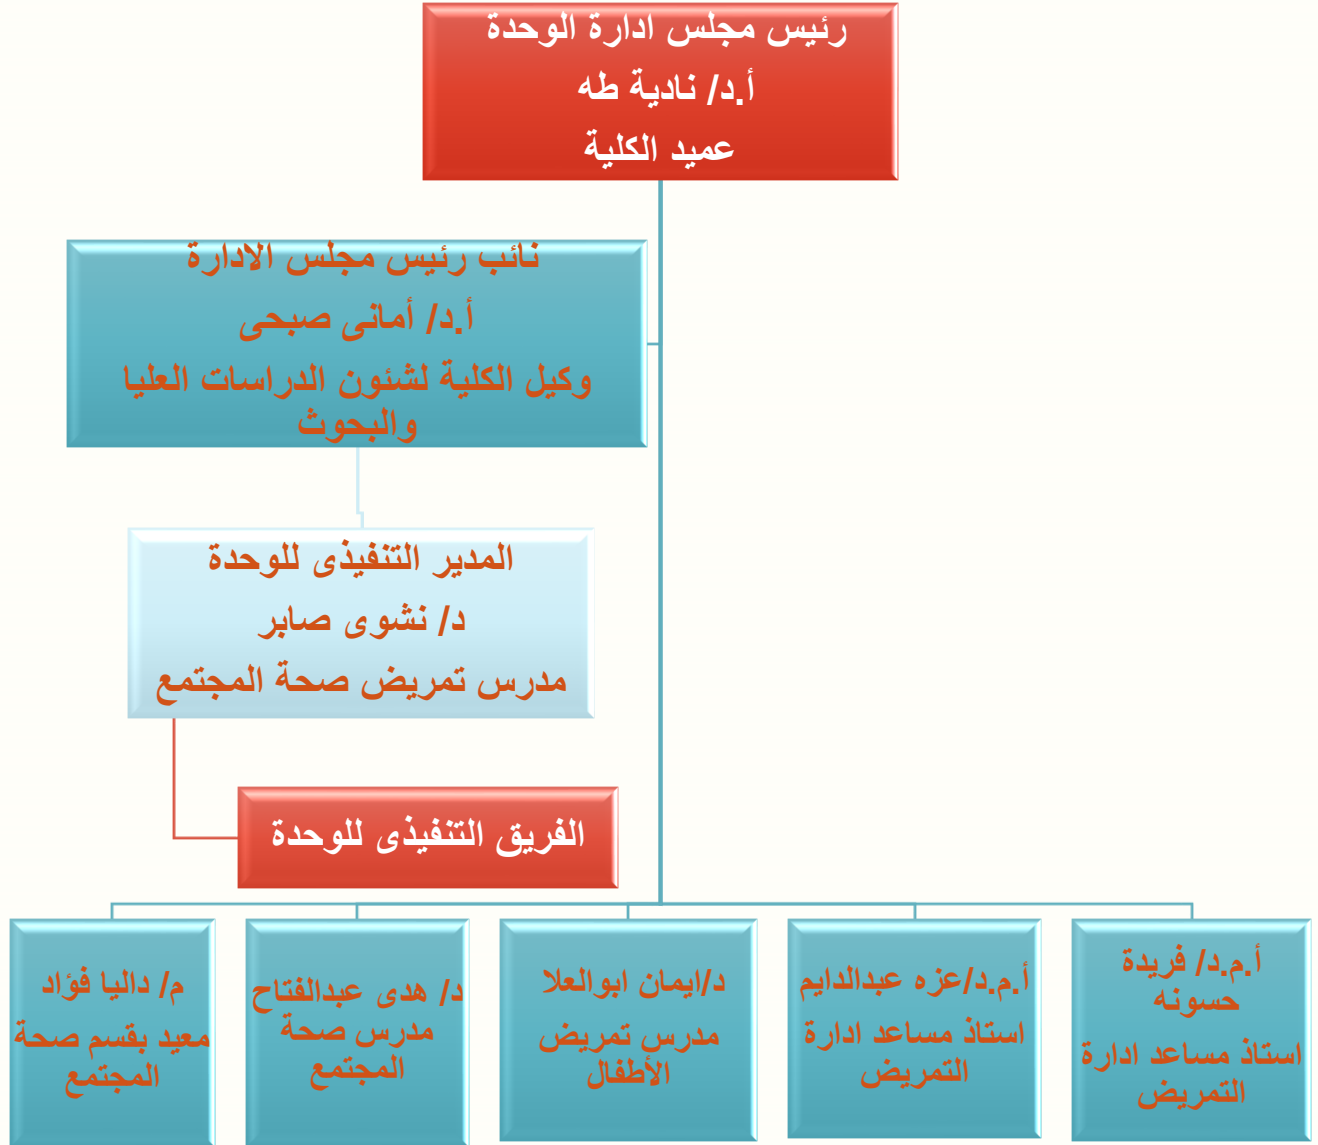 رئيس مجلس ادارة الوحدة
أ.د/ نادية طه
عميد الكلية
نائب رئيس مجلس الادارة
أ.د/ أمانى صبحى
وكيل الكلية لشئون الدراسات العليا
والبحوث
المدير التنفيذى للوحدة
د/ نشوى صابر
مدرس تمريض صحة المجتمع
الفريق التنفيذى للوحدة
أ.م.د/ فريدة
حسونه
استاذ مساعد ادارة
التمريض
أ.م.د/عزه عبدالدايم
استاذ مساعد ادارة
التمريض
د/ايمان ابوالعلا
مدرس تمريض
الأطفال
د/ هدى عبدالفتاح
مدرس صحة
المجتمع
م/ داليا فؤاد
معيد بقسم صحة
المجتمع